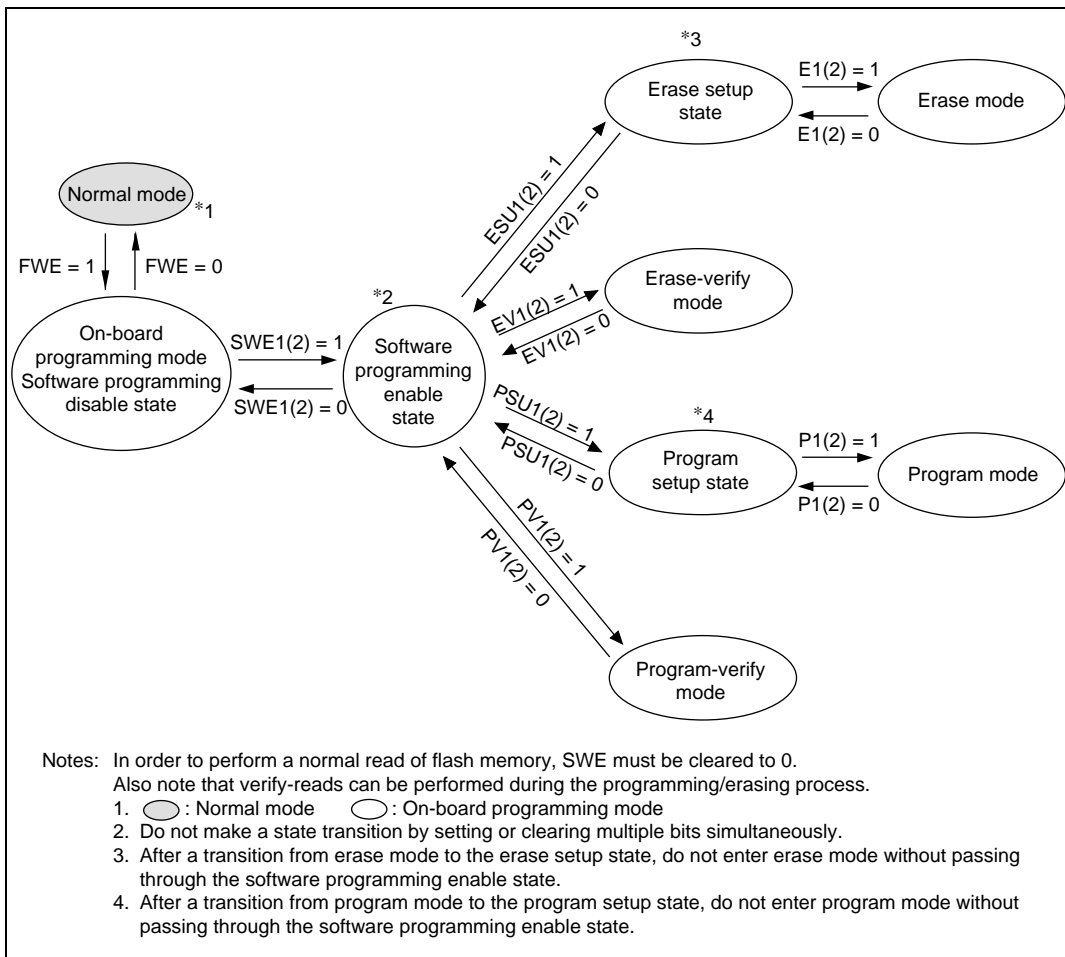 *3
Erase setup
state
E1(2) = 1
E1(2) = 0
Erase mode
Normal mode
*1
FWE = 1
FWE = 0
ESU1(2) = 1
ESU1(2) = 0
*2
EV1(2) = 1
EV1(2) = 0
Erase-verify
mode
On-board
programming mode
Software programming
disable state
SWE1(2) = 1
SWE1(2) = 0
Software
programming
enable
state
PSU1(2) = 1
PSU1(2) = 0
*4
Program
setup state
P1(2) = 1
P1(2) = 0
Program mode
PV1(2) = 1
PV1(2) = 0
Program-verify
mode
Notes: In order to perform a normal read of flash memory, SWE must be cleared to 0.
Also note that verify-reads can be performed during the programming/erasing process.
1. : Normal mode : On-board programming mode
2. Do not make a state transition by setting or clearing multiple bits simultaneously.
3. After a transition from erase mode to the erase setup state, do not enter erase mode without passing
through the software programming enable state.
4. After a transition from program mode to the program setup state, do not enter program mode without
passing through the software programming enable state.